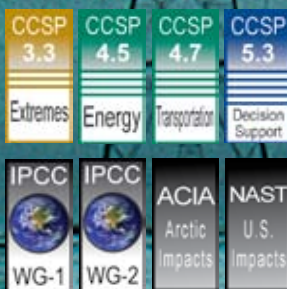 CCSP
3.3
Extremes
CCSP
4.5
Energy
CCSP
4.7
Transportation
CCSP
5.3
Decision
Support
IPCC
WG-1
IPCC
WG-2
ACIA
Arctic
Impacts
NAST
U.S.
Impacts